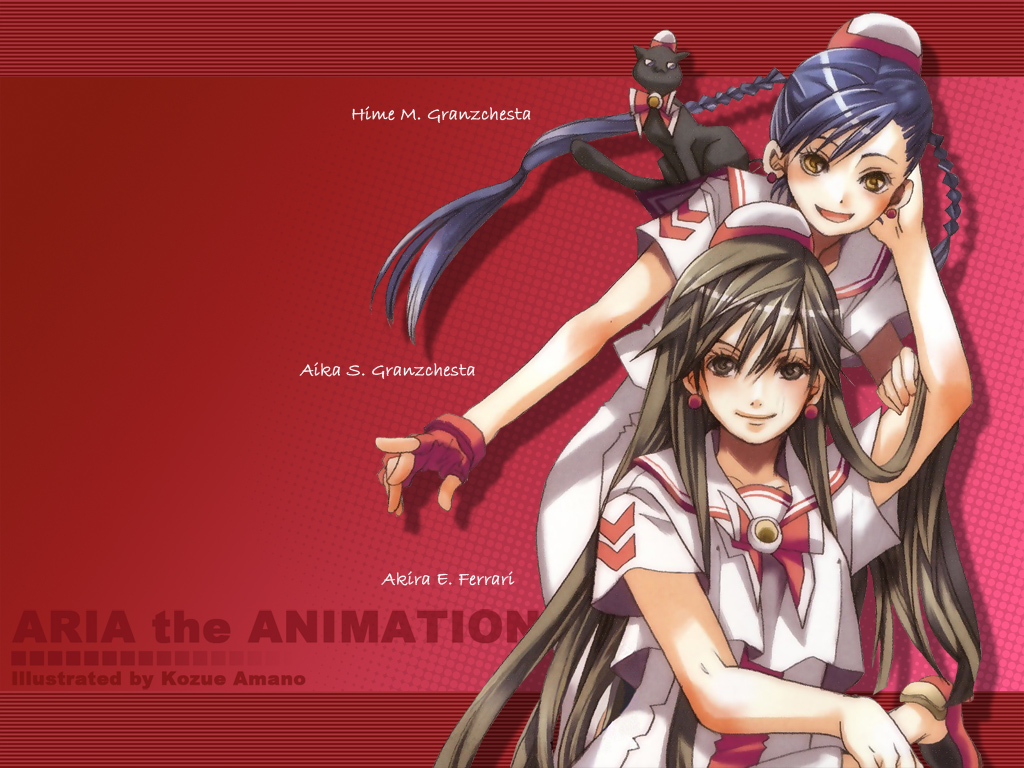 Hime M. Granzchesta
Aika S. Granzchesta
Akira E. Ferrari
ARIA the ANIMATION
Illustrated by Kozue Amano